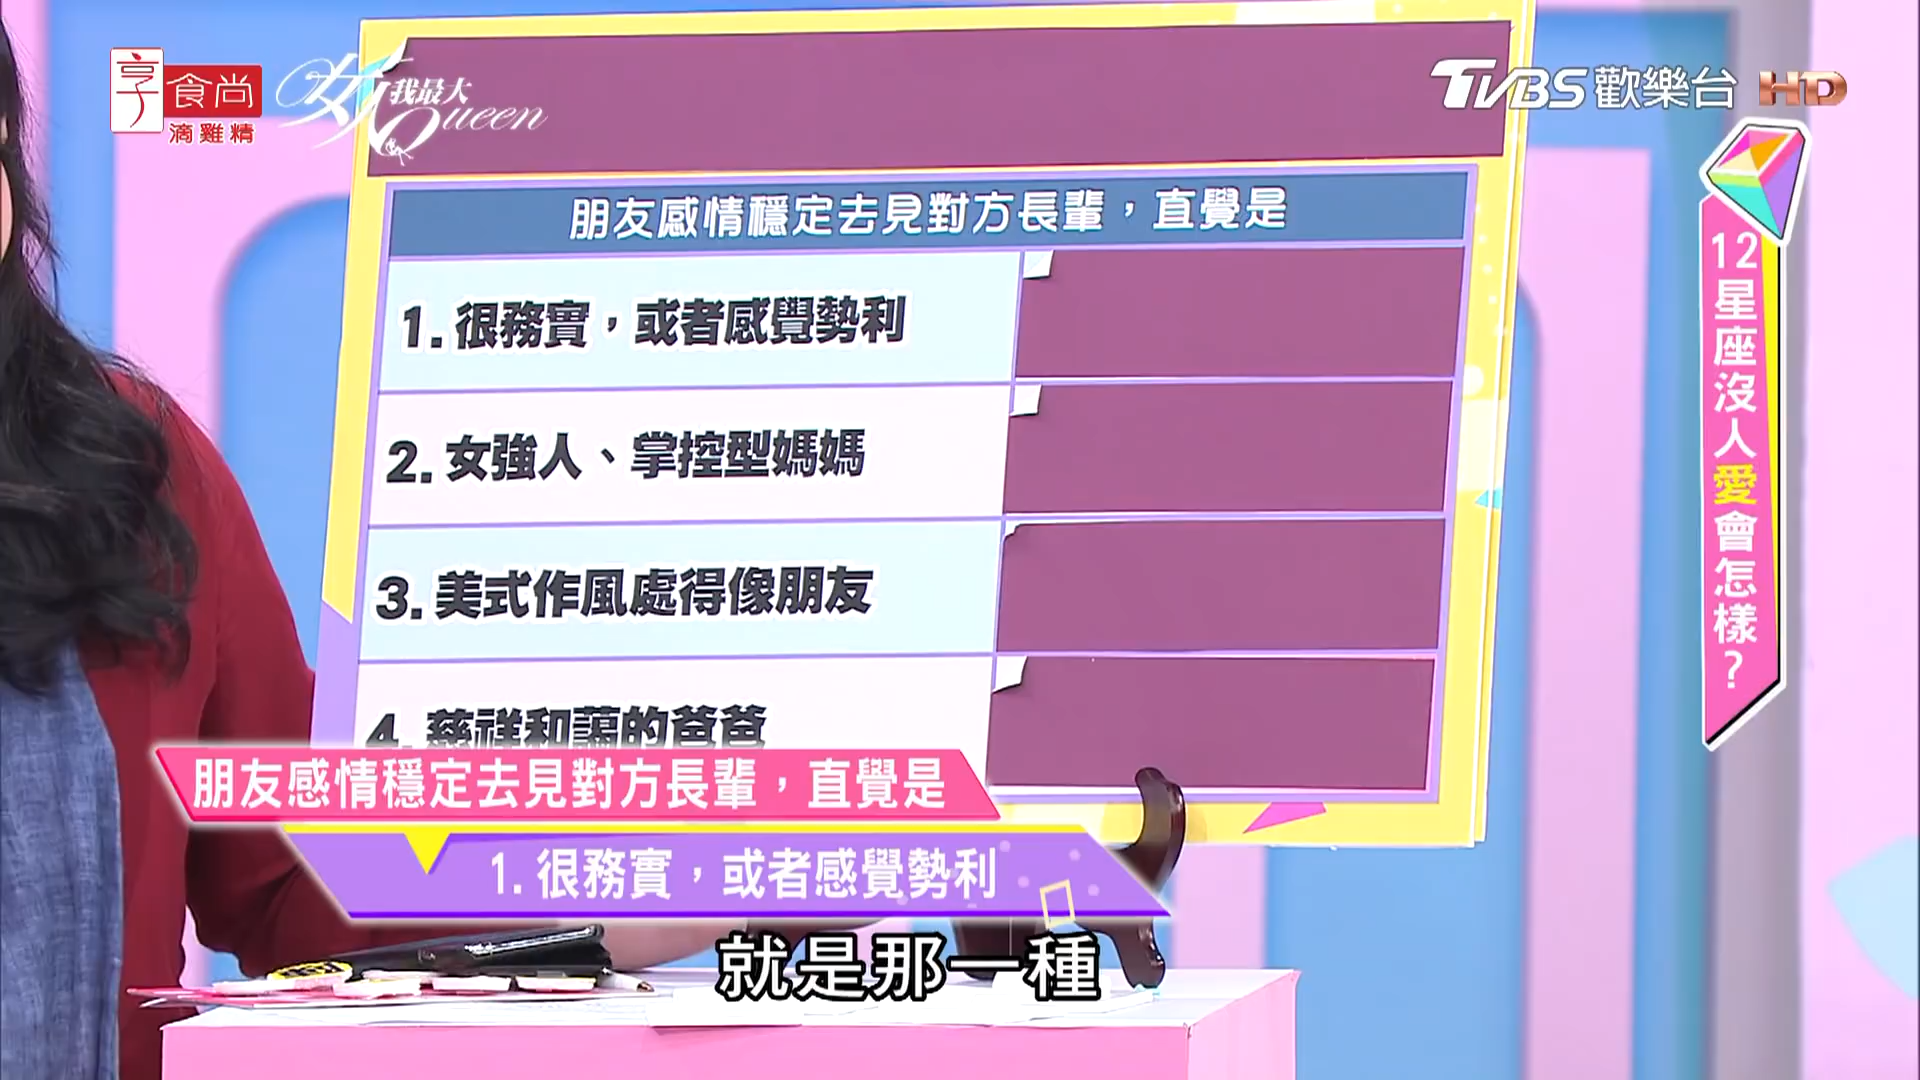 享
食尚
滴雞精
女人我最大
Queen
TVBS歡樂台 HD
12星座沒人愛會怎樣?
朋友感情穩定去見對方長輩，直覺是
1. 很務實，或者感覺勢利
2. 女強人、掌控型媽媽
3. 美式作風處得像朋友
4. 慈祥和藹的爸爸
朋友感情穩定去見對方長輩，直覺是
1. 很務實，或者感覺勢利
就是那一種